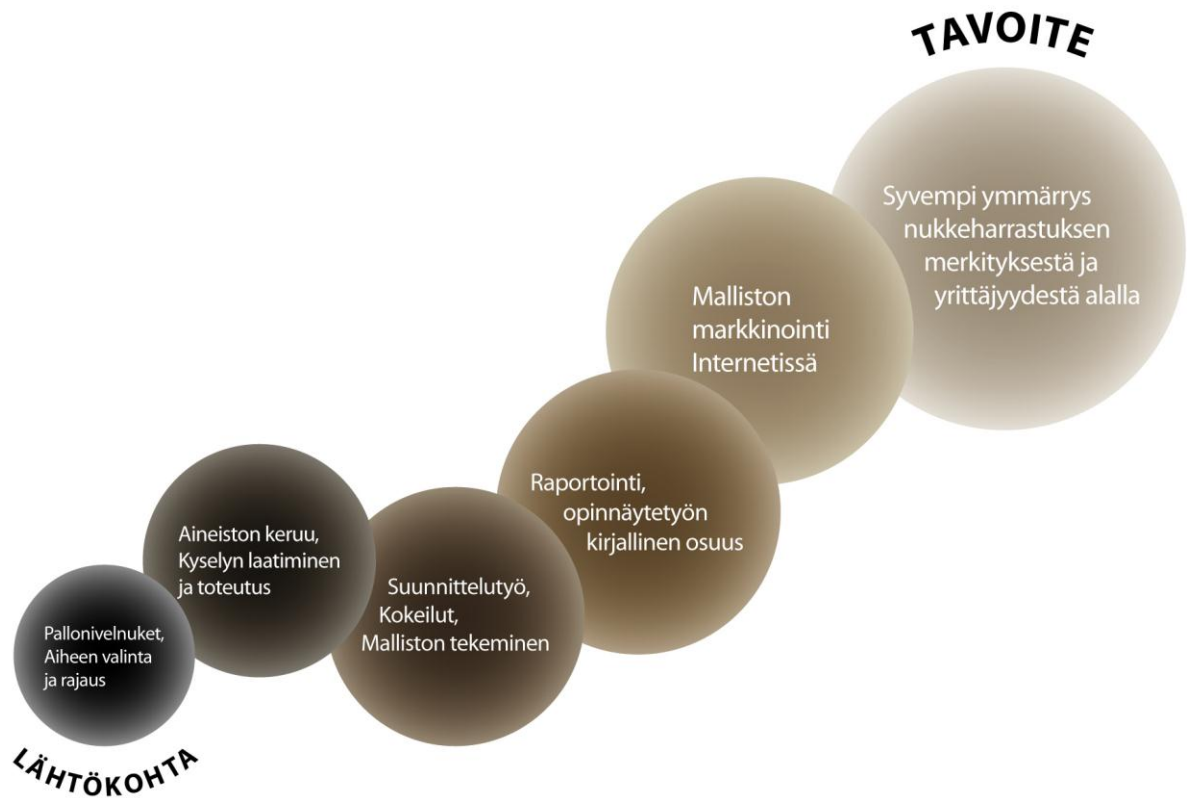 TAVOITE
Syvempi ymmärrys
nukkeharrastuksen
merkityksestä ja
yrittäjyydestä alalla
Malliston
markkinointi
Internetissä
Raportointi,
opinnäytetyön
kirjallinen osuus
Aineiston keruu,
Kyselyn laatiminen
ja toteutus
Suunnittelutyö,
Kokeilut,
Malliston tekeminen
Pallonivelnuket,
Aiheen valinta
ja rajaus
LÄHTÖKOHTA